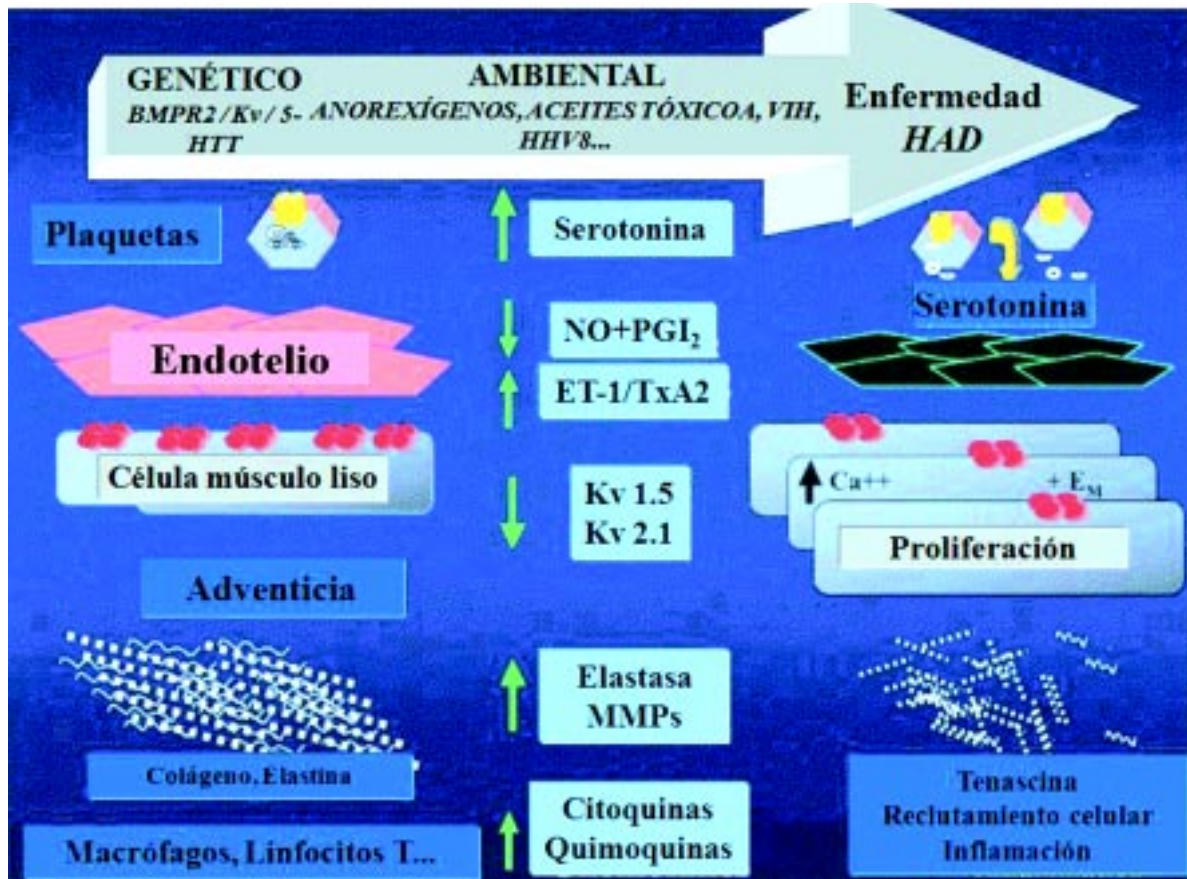 GENÉTICO
BMPR2 / Kv / 5-
HTT
AMBIENTAL
ANOREXÍGENOS, ACEITES TÓXICOA, VIH,
HHV8...
Enfermedad
HAD
Plaquetas
Serotonina
Serotonina
Endotelio
NO+PGI₂
ET-1/TxA2
Célula músculo liso
Kv 1.5
Kv 2.1
Ca++ + Eₘ
Proliferación
Adventicia
Elastasa
MMPs
Colágeno, Elastina
Tenascina
Reclutamiento celular
Inflamación
Macrófagos, Linfocitos T...
Citoquinas
Quimoquinas